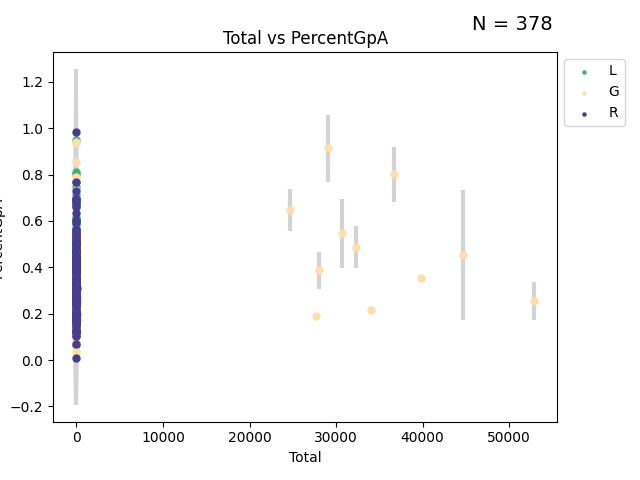 N = 378
Total vs PercentGpA
L
G
R
1.2
1.0
0.8
0.6
0.4
0.2
0.0
−0.2
PercentGpA
0 10000 20000 30000 40000 50000
Total